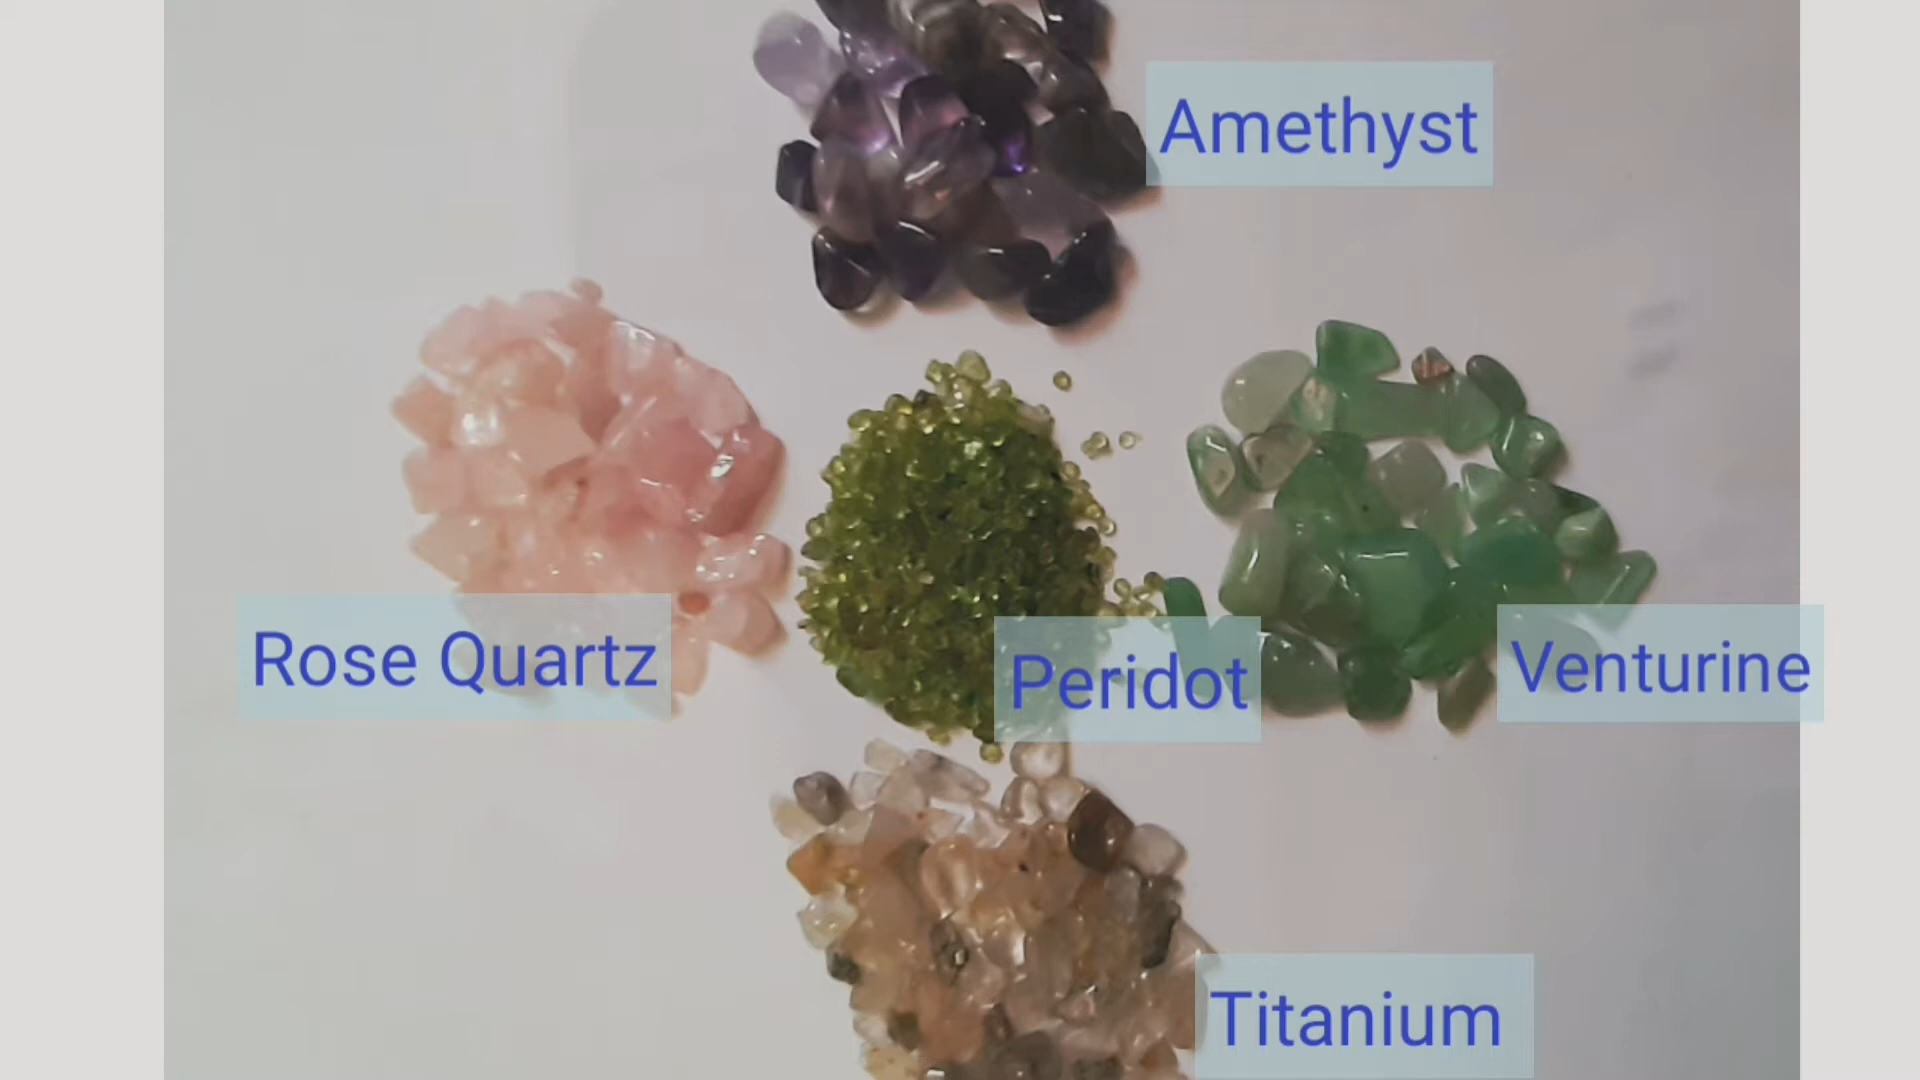 Amethyst
Rose Quartz
Peridot
Venturine
Titanium